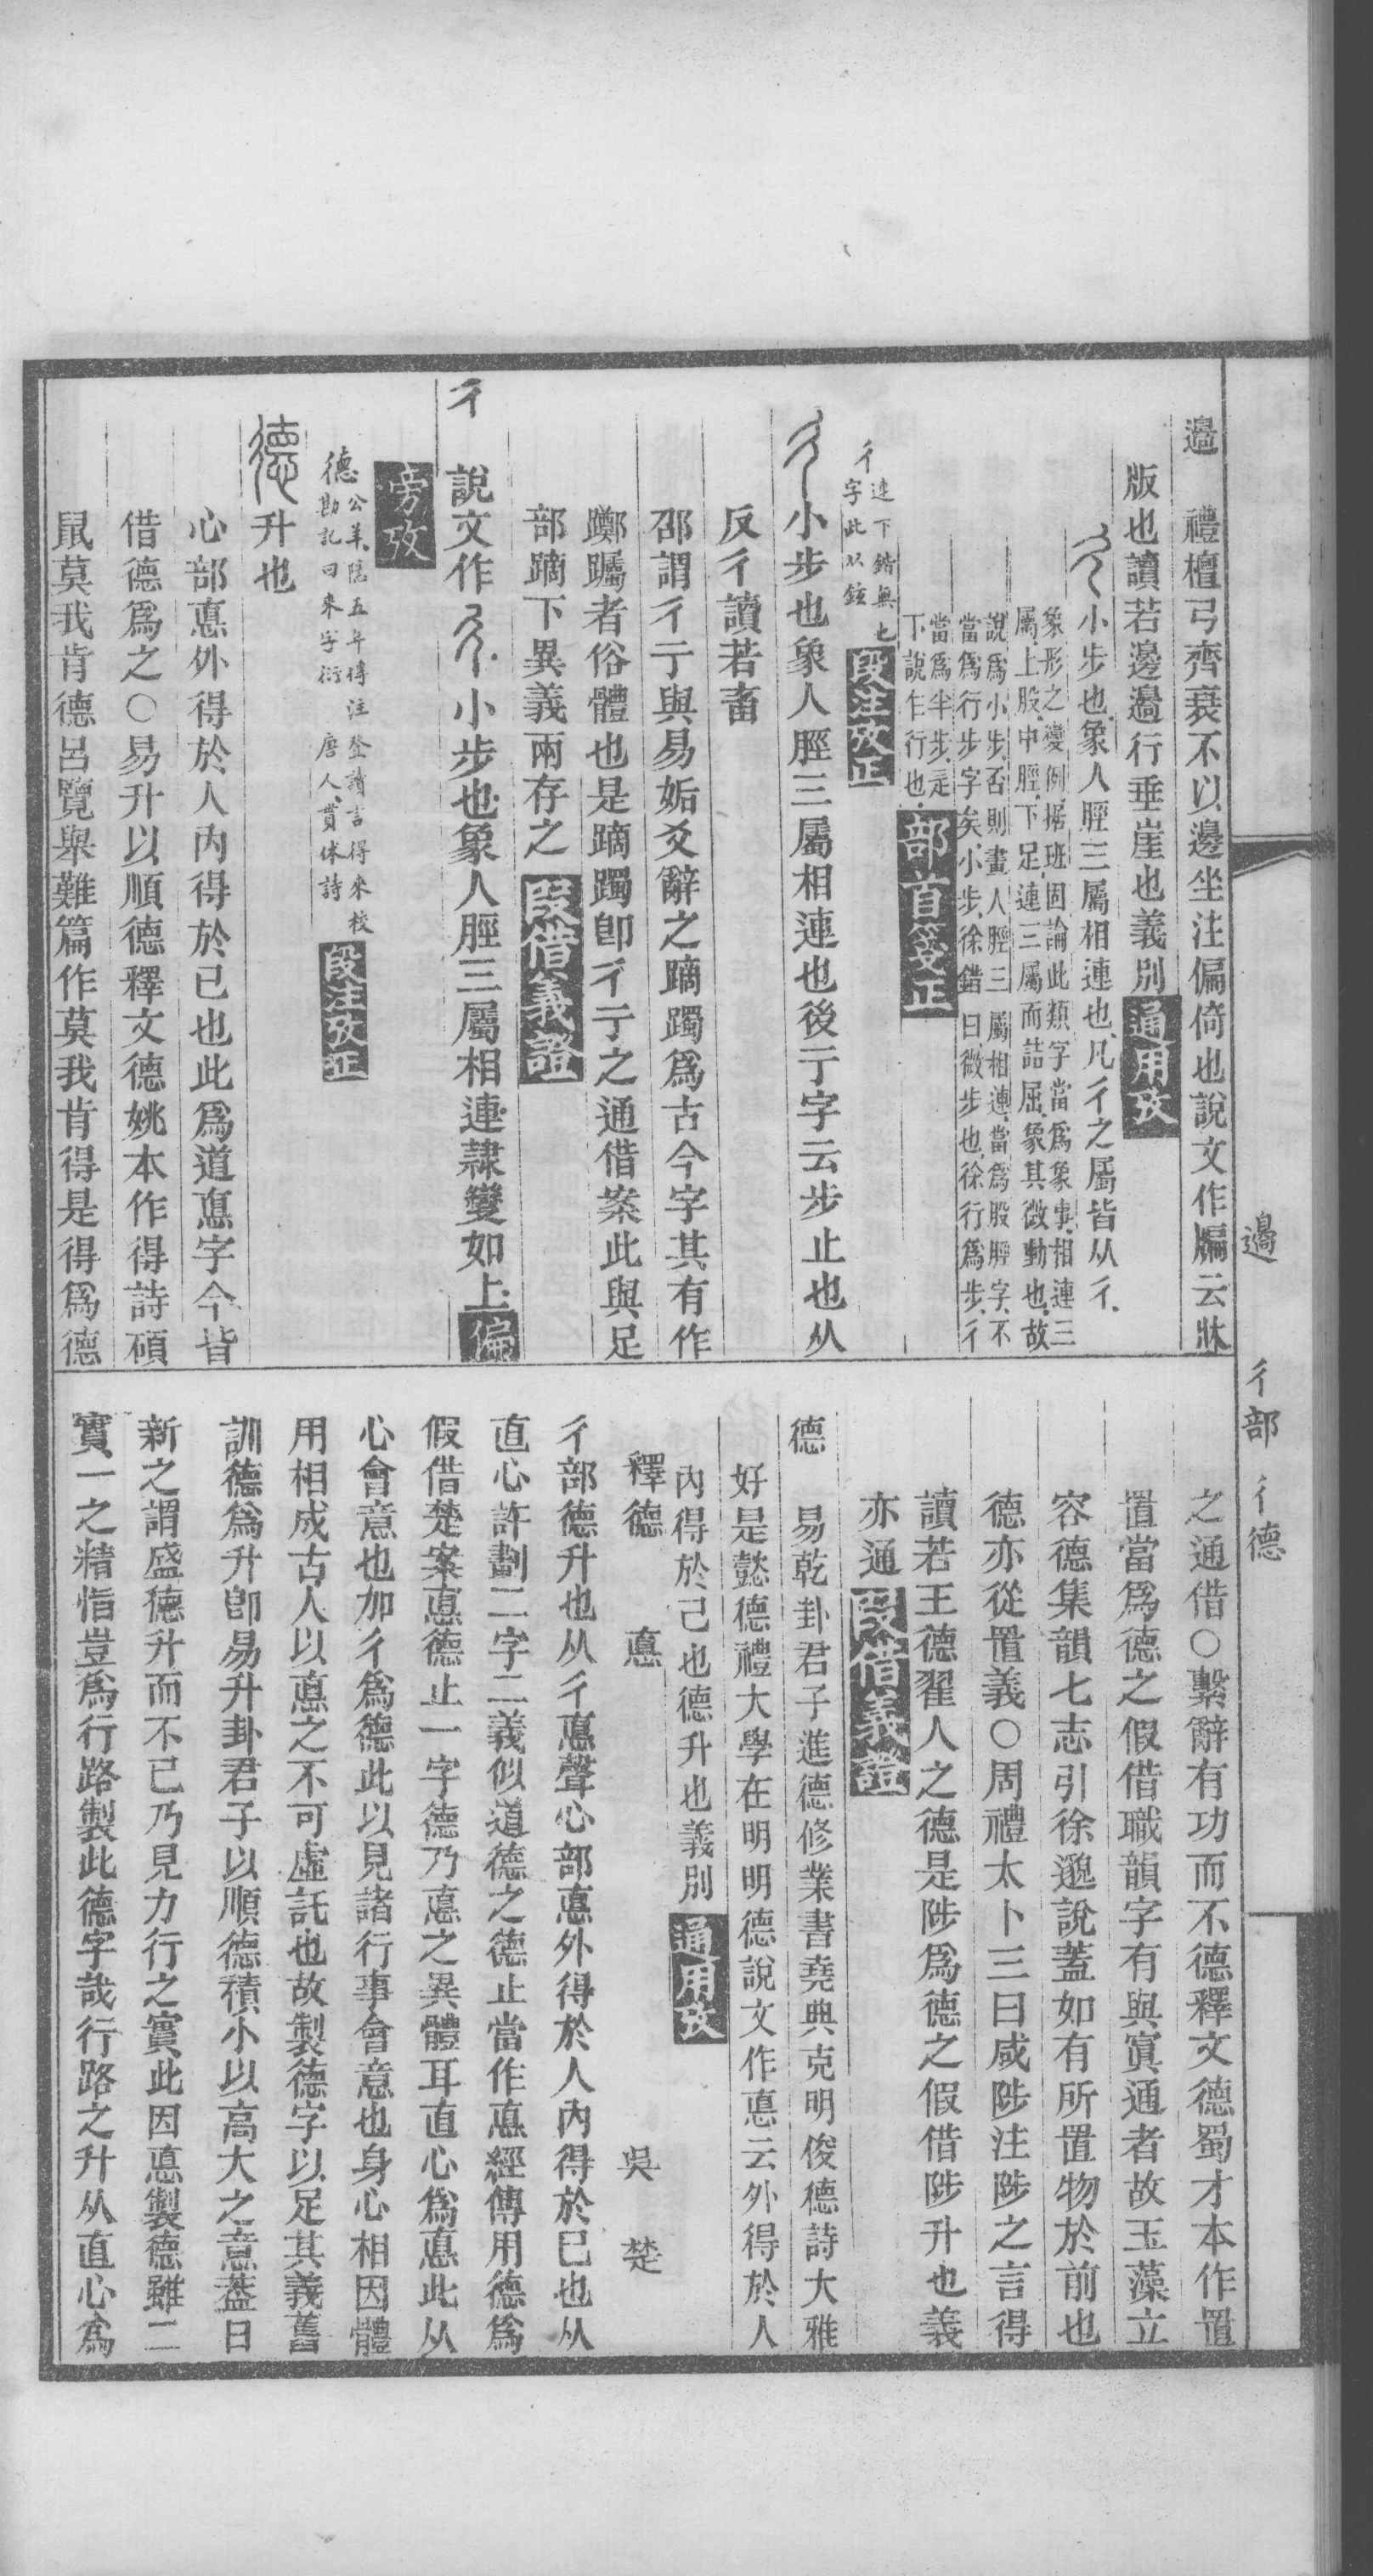 邊　禮檀弓齊衰不以邊坐注偏倚也說文作牑云牀
版也讀若邊邊行垂崖也義別 通用攷
彳小步也象人脛三屬相連也凡彳之屬皆从彳
象形之變例據班固論此類字當爲象事相連三
屬上股中脛下足連三屬而詰屈象其微動也故
說爲小步否則畫人脛三屬相連當爲股脛字不
當爲行步字矣小步徐鍇曰微步也徐行爲步彳
當爲半步是
下說乍行也 部首箋正
彳連下鍇無也
字此以鉉 段注攷正
彳小步也象人脛三屬相連也後亍字云步止也从
反彳讀若畜
邵謂彳亍與易姤爻辭之蹢躅爲古今字其有作
躑䠱者俗體也是蹢躅卽彳亍之通借案此與足
部蹢下異義兩存之 叚借義證
彳　說文作彳小步也象人脛三屬相連隸變如上 偏
旁攷
德公羊隱五年傳注登讀言得來校
勘記曰來字衍 唐人貫休詩 段注攷正
德升也
心部悳外得於人內得於已也此爲道悳字今皆
借德爲之○易升以順德釋文德姚本作得詩碩
鼠莫我肯德呂覽舉難篇作莫我肯得是得爲德
邊
彳部　彳德
之通借○繫辭有功而不德釋文德蜀才本作置
置當爲德之假借職韻字有與寘通者故玉藻立
容德集韻七志引徐邈說蓋如有所置物於前也
德亦從置義○周禮太卜三曰咸陟注陟之言得
讀若王德翟人之德是陟爲德之假借陟升也義
亦通 叚借義證
德　易乾卦君子進德修業書堯典克明俊德詩大雅
好是懿德禮大學在明明德說文作悳云外得於人
內得於己也德升也義別 通用攷
釋德　悳　吳　楚
彳部德升也从彳悳聲心部悳外得於人內得於已也从
直心許劃二字二義似道德之德止當作悳經傳用德爲
假借楚案悳德止一字德乃悳之異體耳直心爲悳此从
心會意也加彳爲德此以見諸行事會意也身心相因體
用相成古人以悳之不可虛託也故製德字以足其義舊
訓德爲升卽易升卦君子以順德積小以高大之意葢日
新之謂盛德升而不已乃見力行之實此因悳製德雖二
實一之精恉豈爲行路製此德字哉行路之升从直心爲